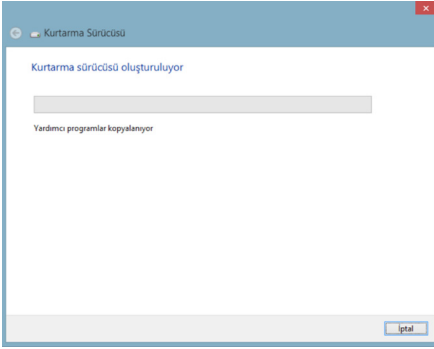 Kurtarma Sürücüsü
Kurtarma sürücüsü oluşturuluyor
Yardımcı programlar kopyalanıyor
İptal